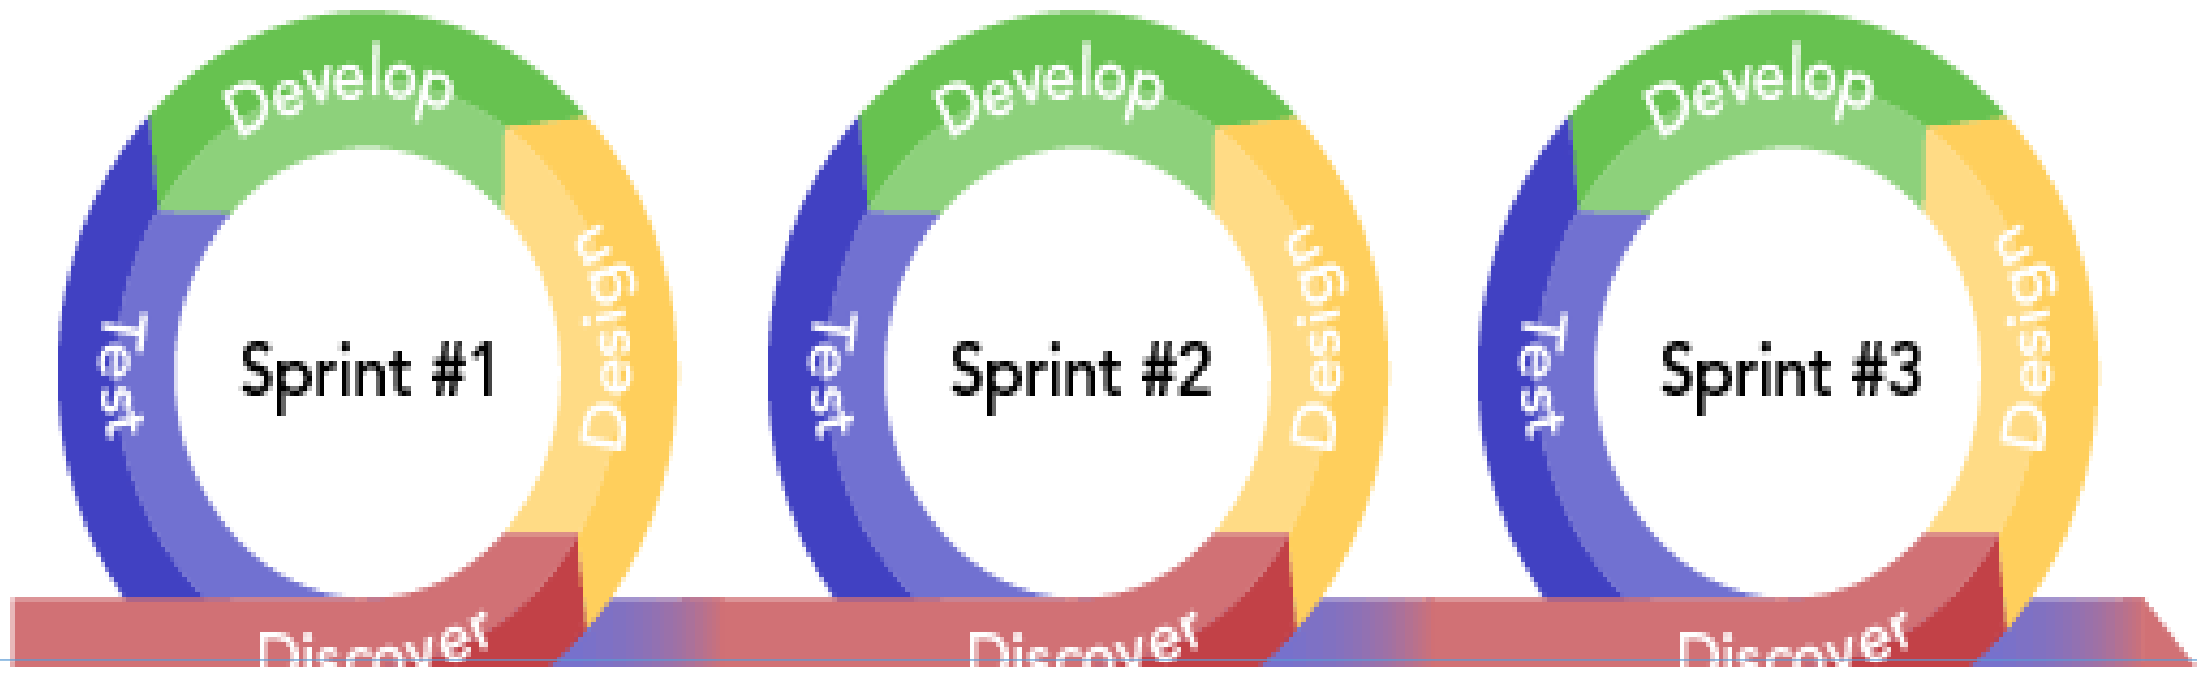 Develop
Design
Test
Sprint #1
Discover
Develop
Design
Test
Sprint #2
Discover
Develop
Design
Test
Sprint #3
Discover